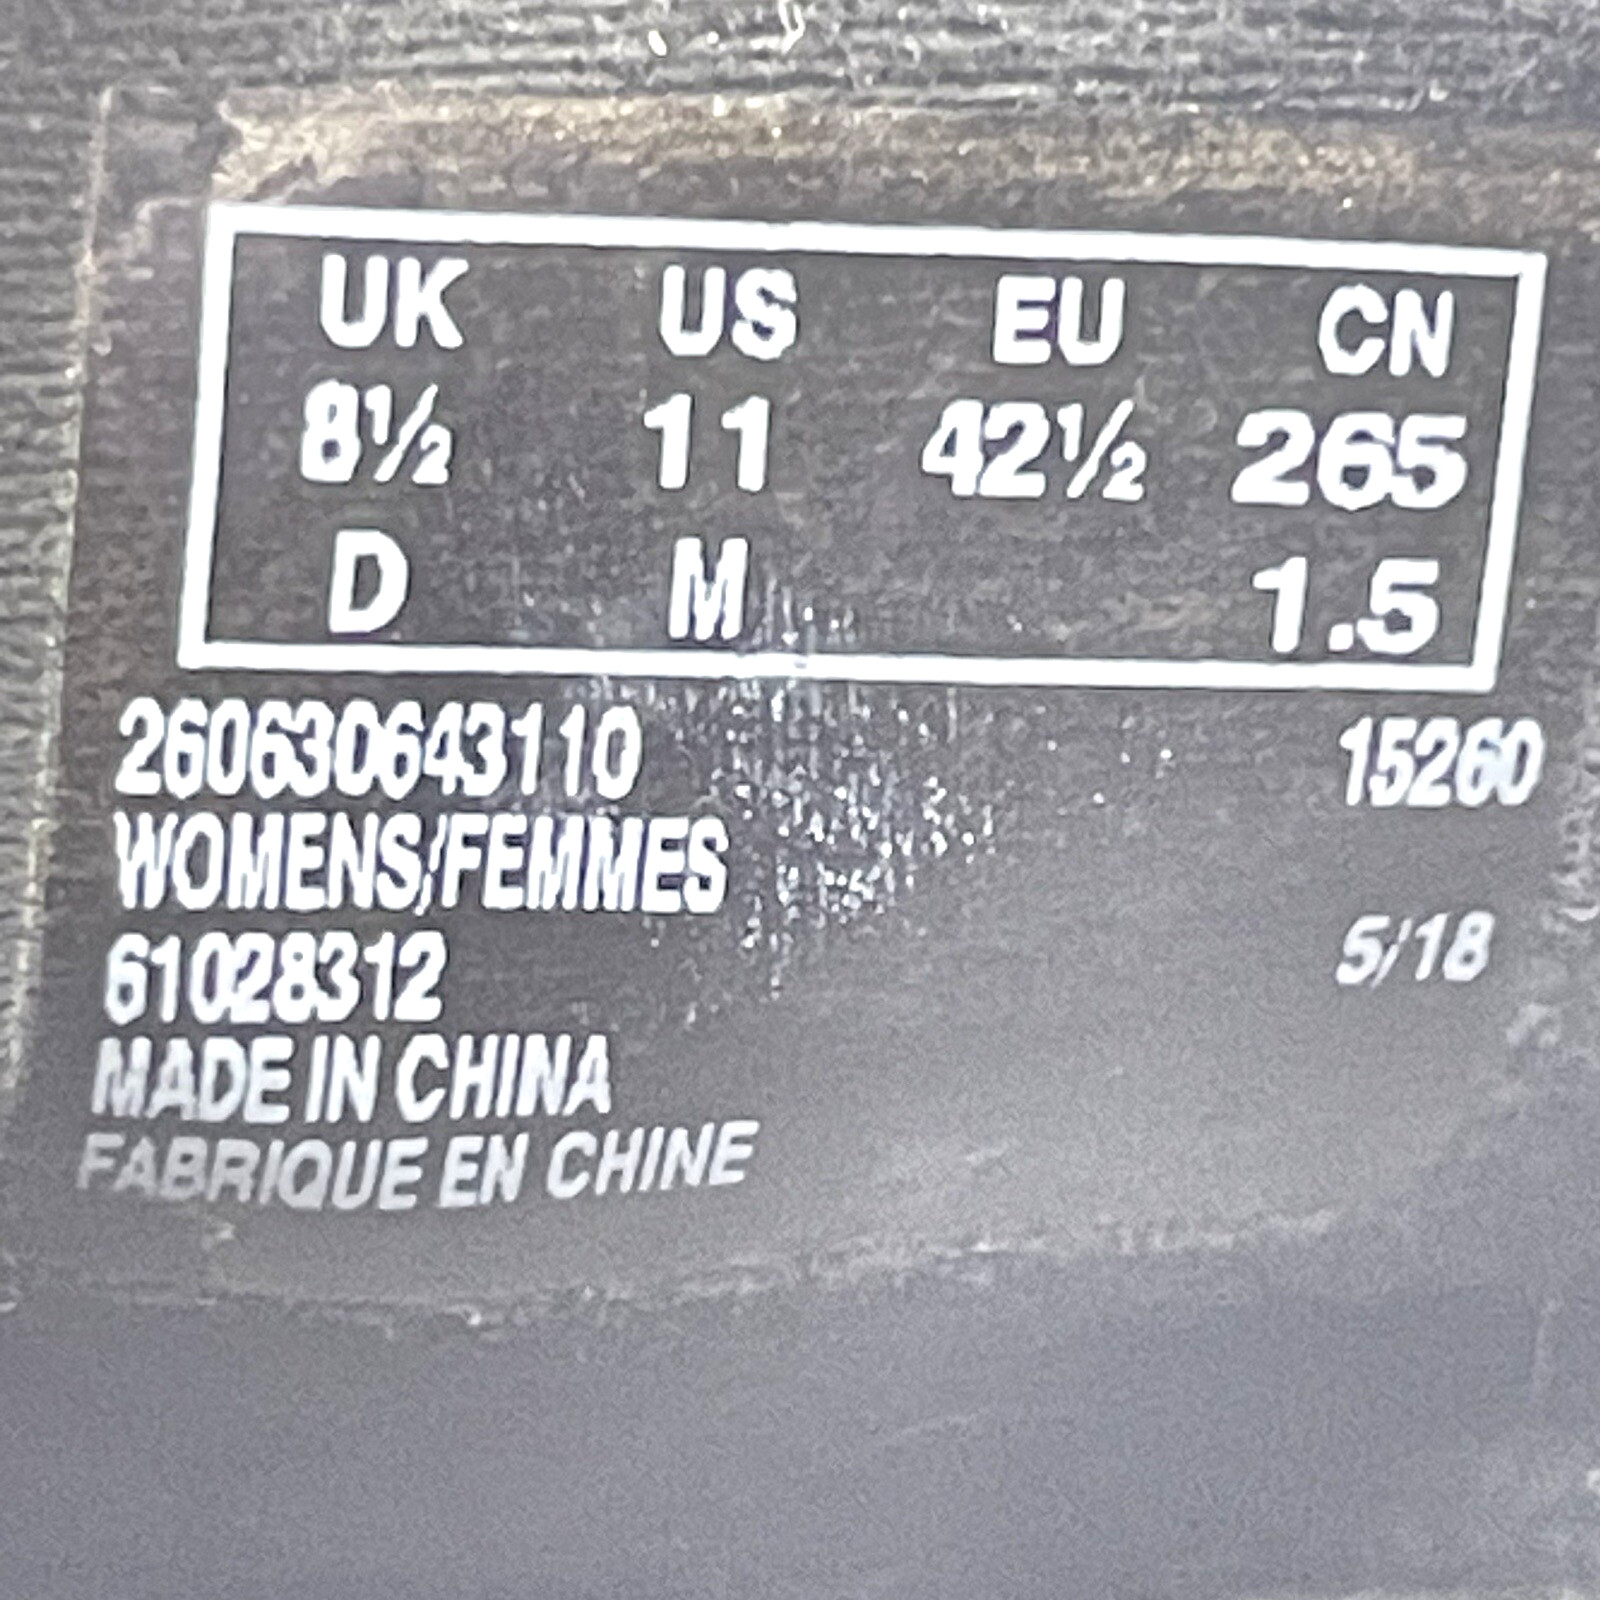 UK US EU CN
8½ 11 42½ 265
D M 1.5
260630643110 15260
WOMENS/FEMMES
61028312 5/18
MADE IN CHINA
FABRIQUE EN CHINE